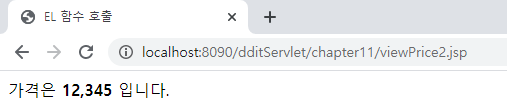 EL 함수 호출
localhost:8090/dditServlet/chapter11/viewPrice2.jsp
가격은 12,345 입니다.